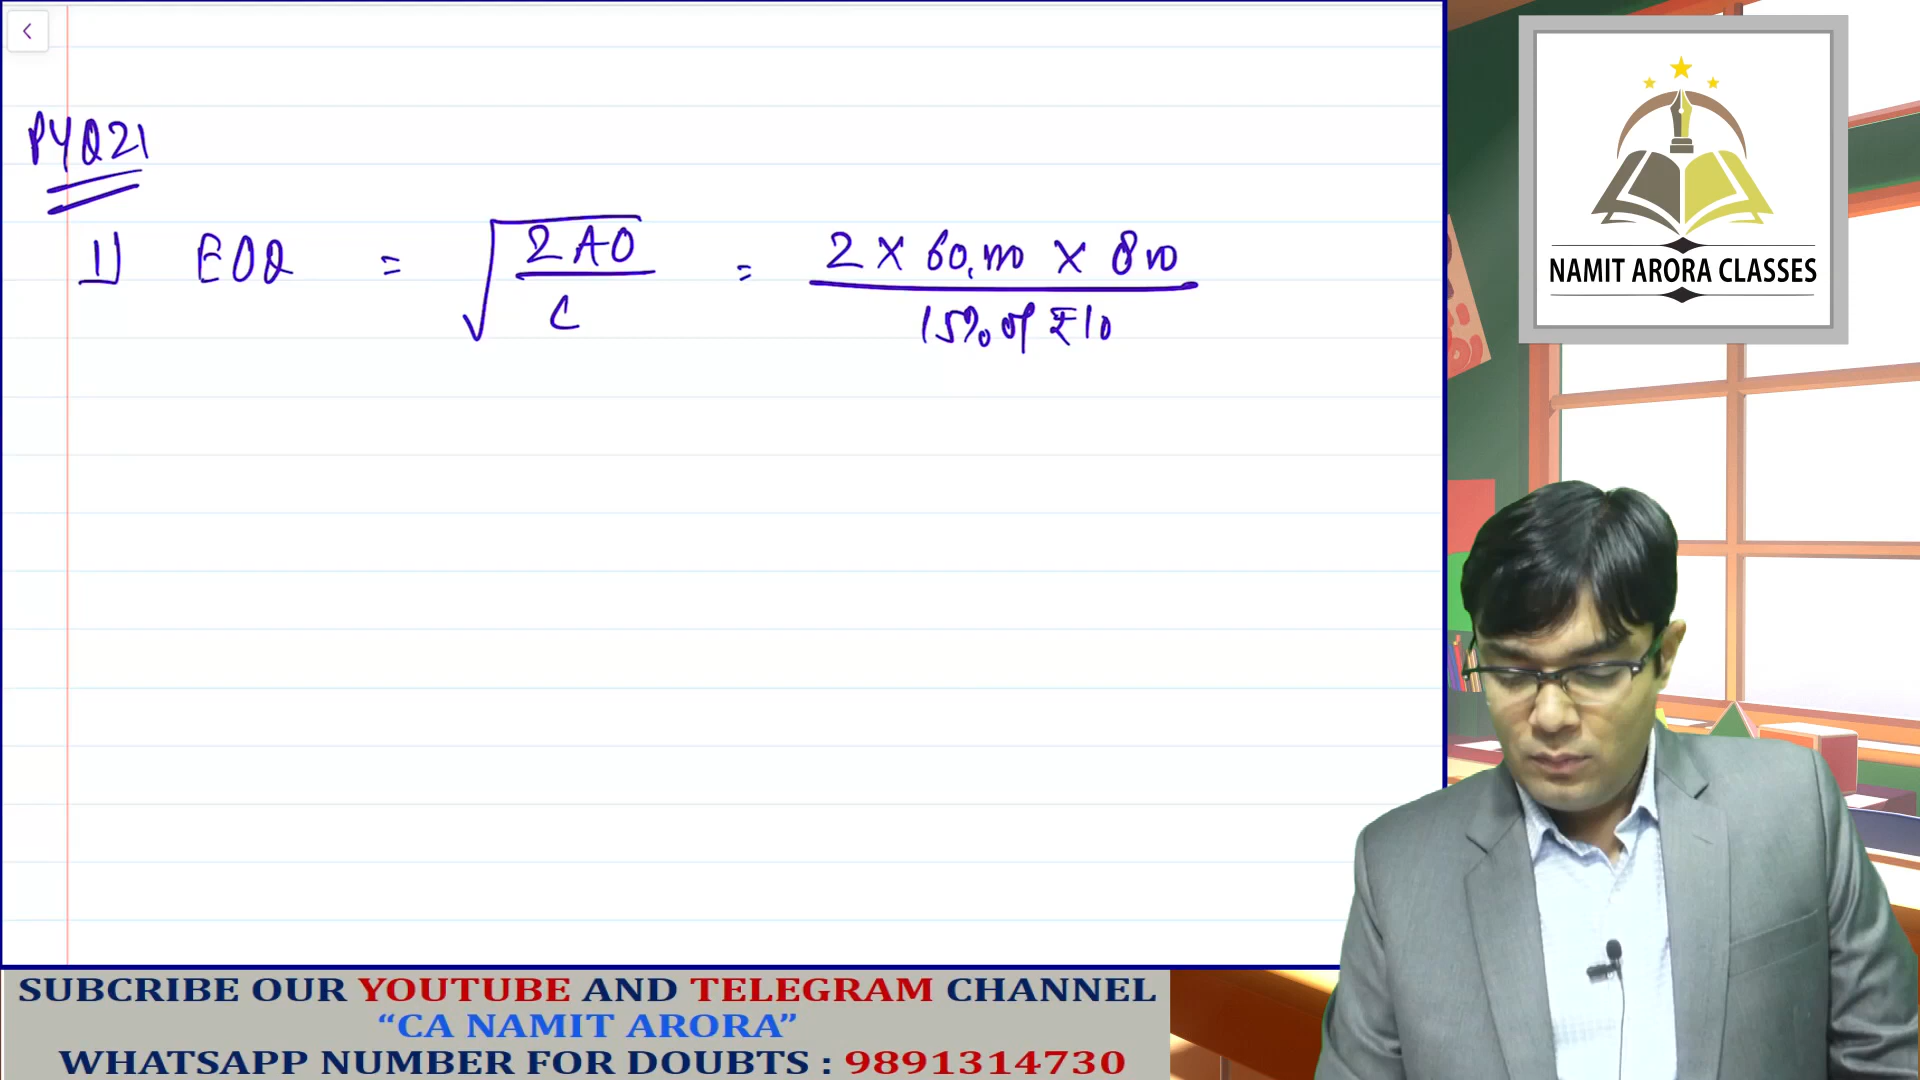 PYQ21
1) EOQ = √ 2AO / C = 2 × 60,000 × 800 / 15% of ₹10
NAMIT ARORA CLASSES
SUBCRIBE OUR YOUTUBE AND TELEGRAM CHANNEL
“CA NAMIT ARORA”
WHATSAPP NUMBER FOR DOUBTS : 9891314730